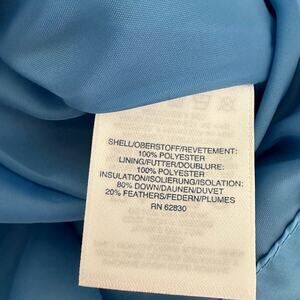 SHELL/OBERSTOFF/REVETEMENT:
100% POLYESTER
LINING/FUTTER/DOUBLURE:
100% POLYESTER
INSULATION/ISOLIERUNG/ISOLATION:
80% DOWN/DAUNEN/DUVET
20% FEATHERS/FEDERN/PLUMES
RN 62830